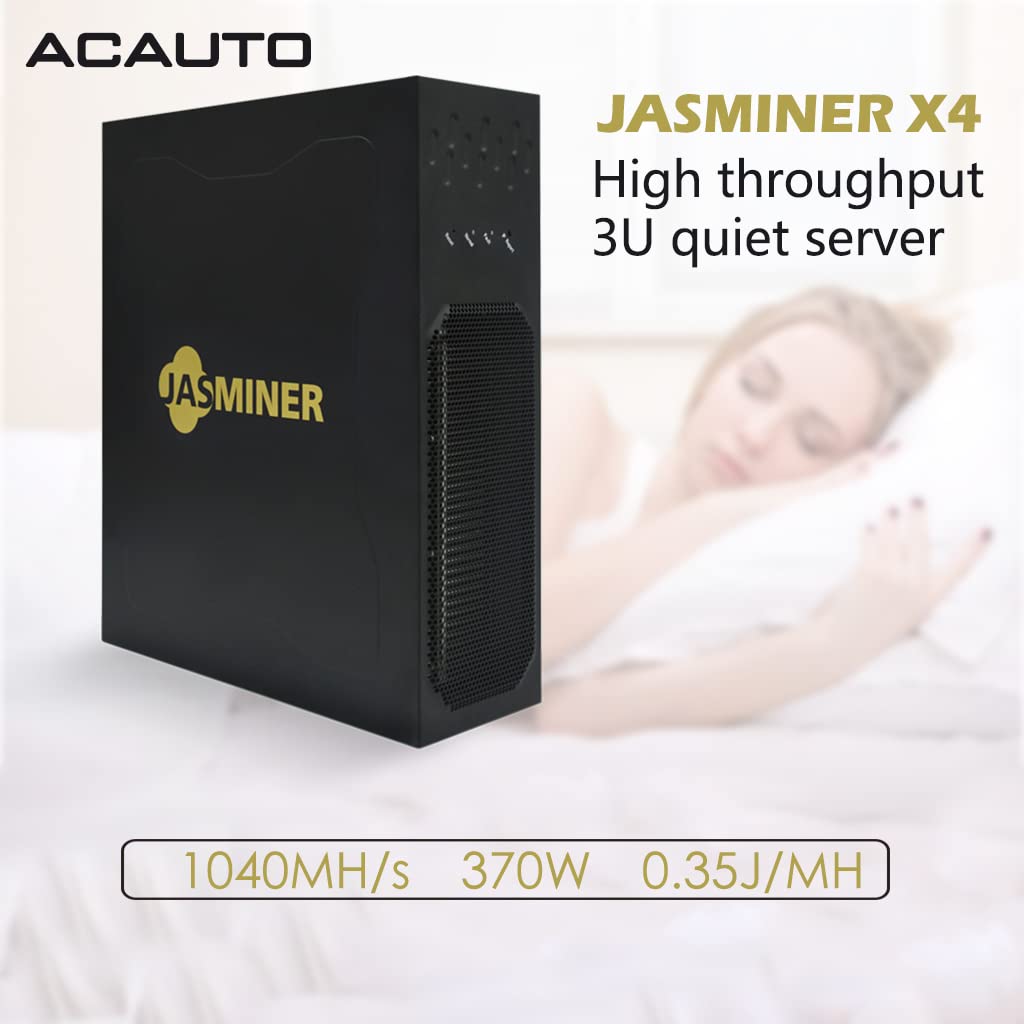 ACAUTO
JASMINER X4
High throughput
3U quiet server
JASMINER
1040MH/s 370W 0.35J/MH